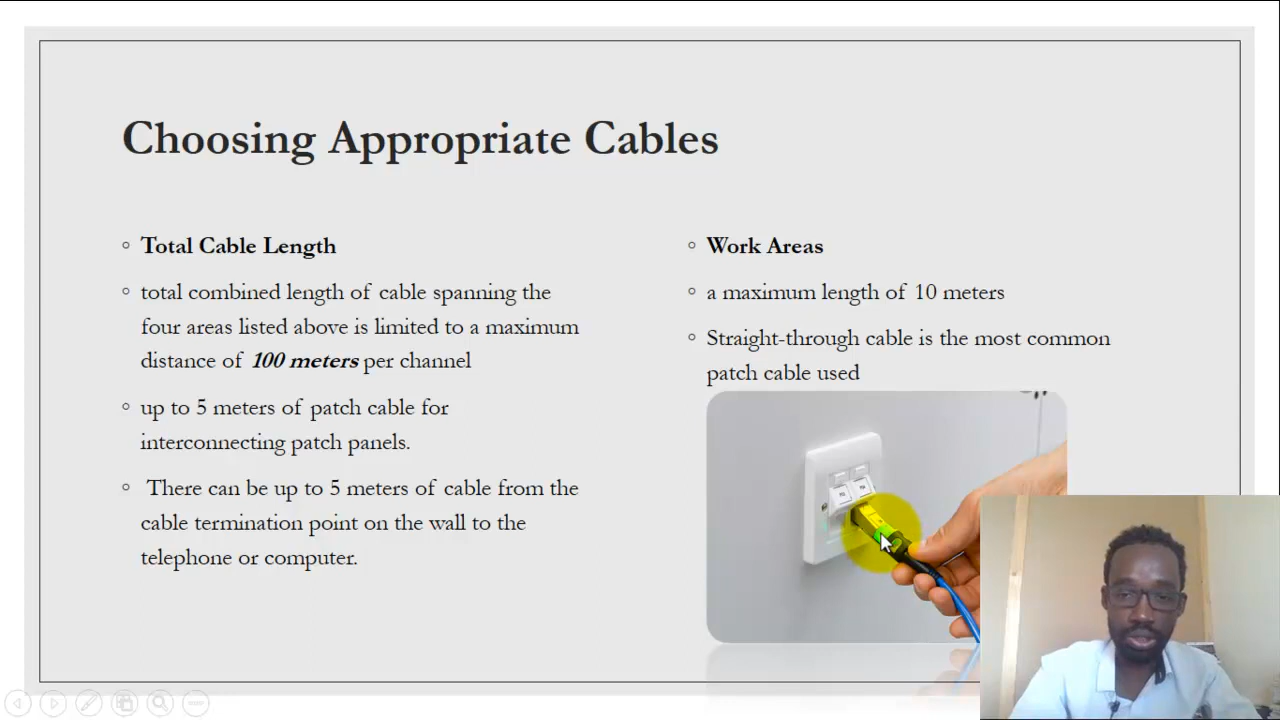 Choosing Appropriate Cables
◦ Total Cable Length
◦ total combined length of cable spanning the
four areas listed above is limited to a maximum
distance of 100 meters per channel
◦ up to 5 meters of patch cable for
interconnecting patch panels.
◦ There can be up to 5 meters of cable from the
cable termination point on the wall to the
telephone or computer.
◦ Work Areas
◦ a maximum length of 10 meters
◦ Straight-through cable is the most common
patch cable used